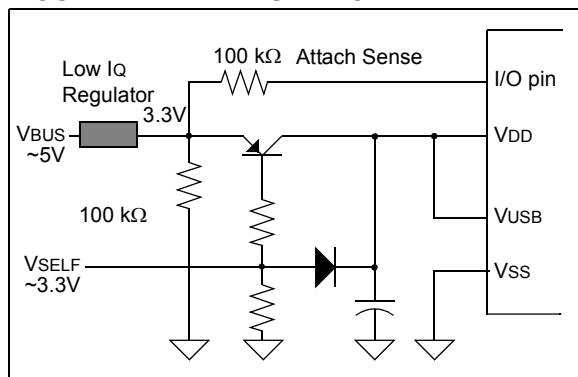 100 kΩ Attach Sense
Low IQ
Regulator
I/O pin
3.3V
VBUS
~5V
VDD
100 kΩ
VUSB
VSELF
~3.3V
VSS